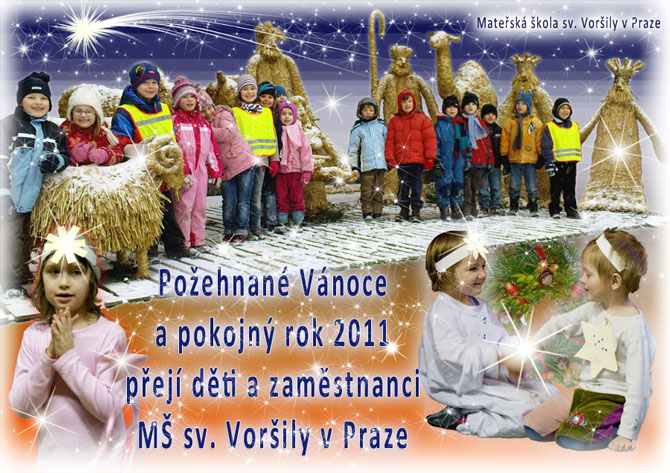 Mateřská škola sv. Voršily v Praze
Požehnané Vánoce
a pokojný rok 2011
přejí děti a zaměstnanci
MŠ sv. Voršily v Praze